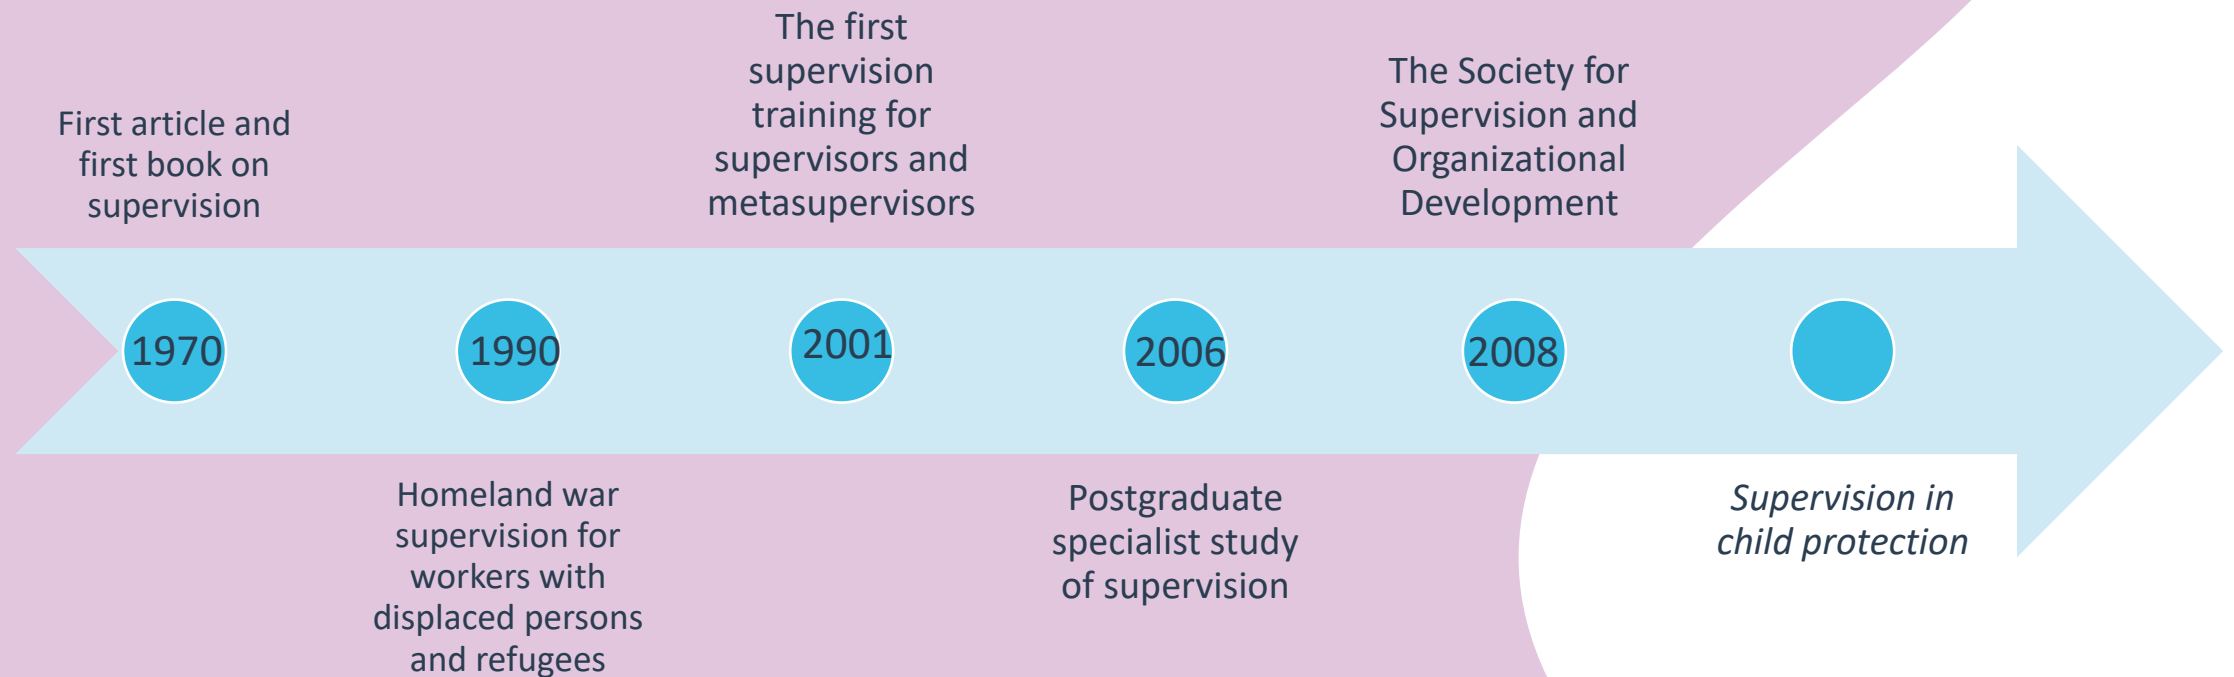 First article and
first book on
supervision
1970
Homeland war
supervision for
workers with
displaced persons
and refugees
1990
The first
supervision
training for
supervisors and
metasupervisors
2001
Postgraduate
specialist study
of supervision
2006
The Society for
Supervision and
Organizational
Development
2008
Supervision in
child protection